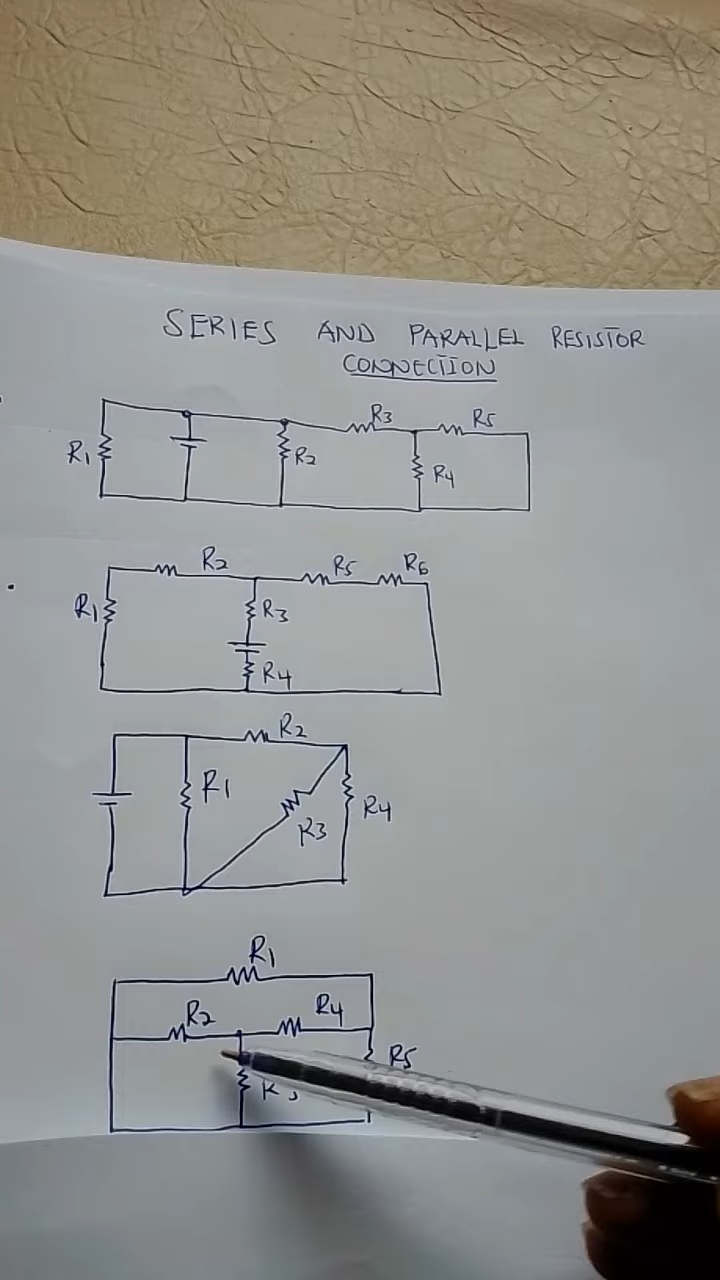 SERIES AND PARALLEL RESISTOR
CONNECTION
R3 R5
R1 R2 R4
R2 R5 R6
R1 R3
R4
R2
R1 R4
R3
R1
R2 R4
R5